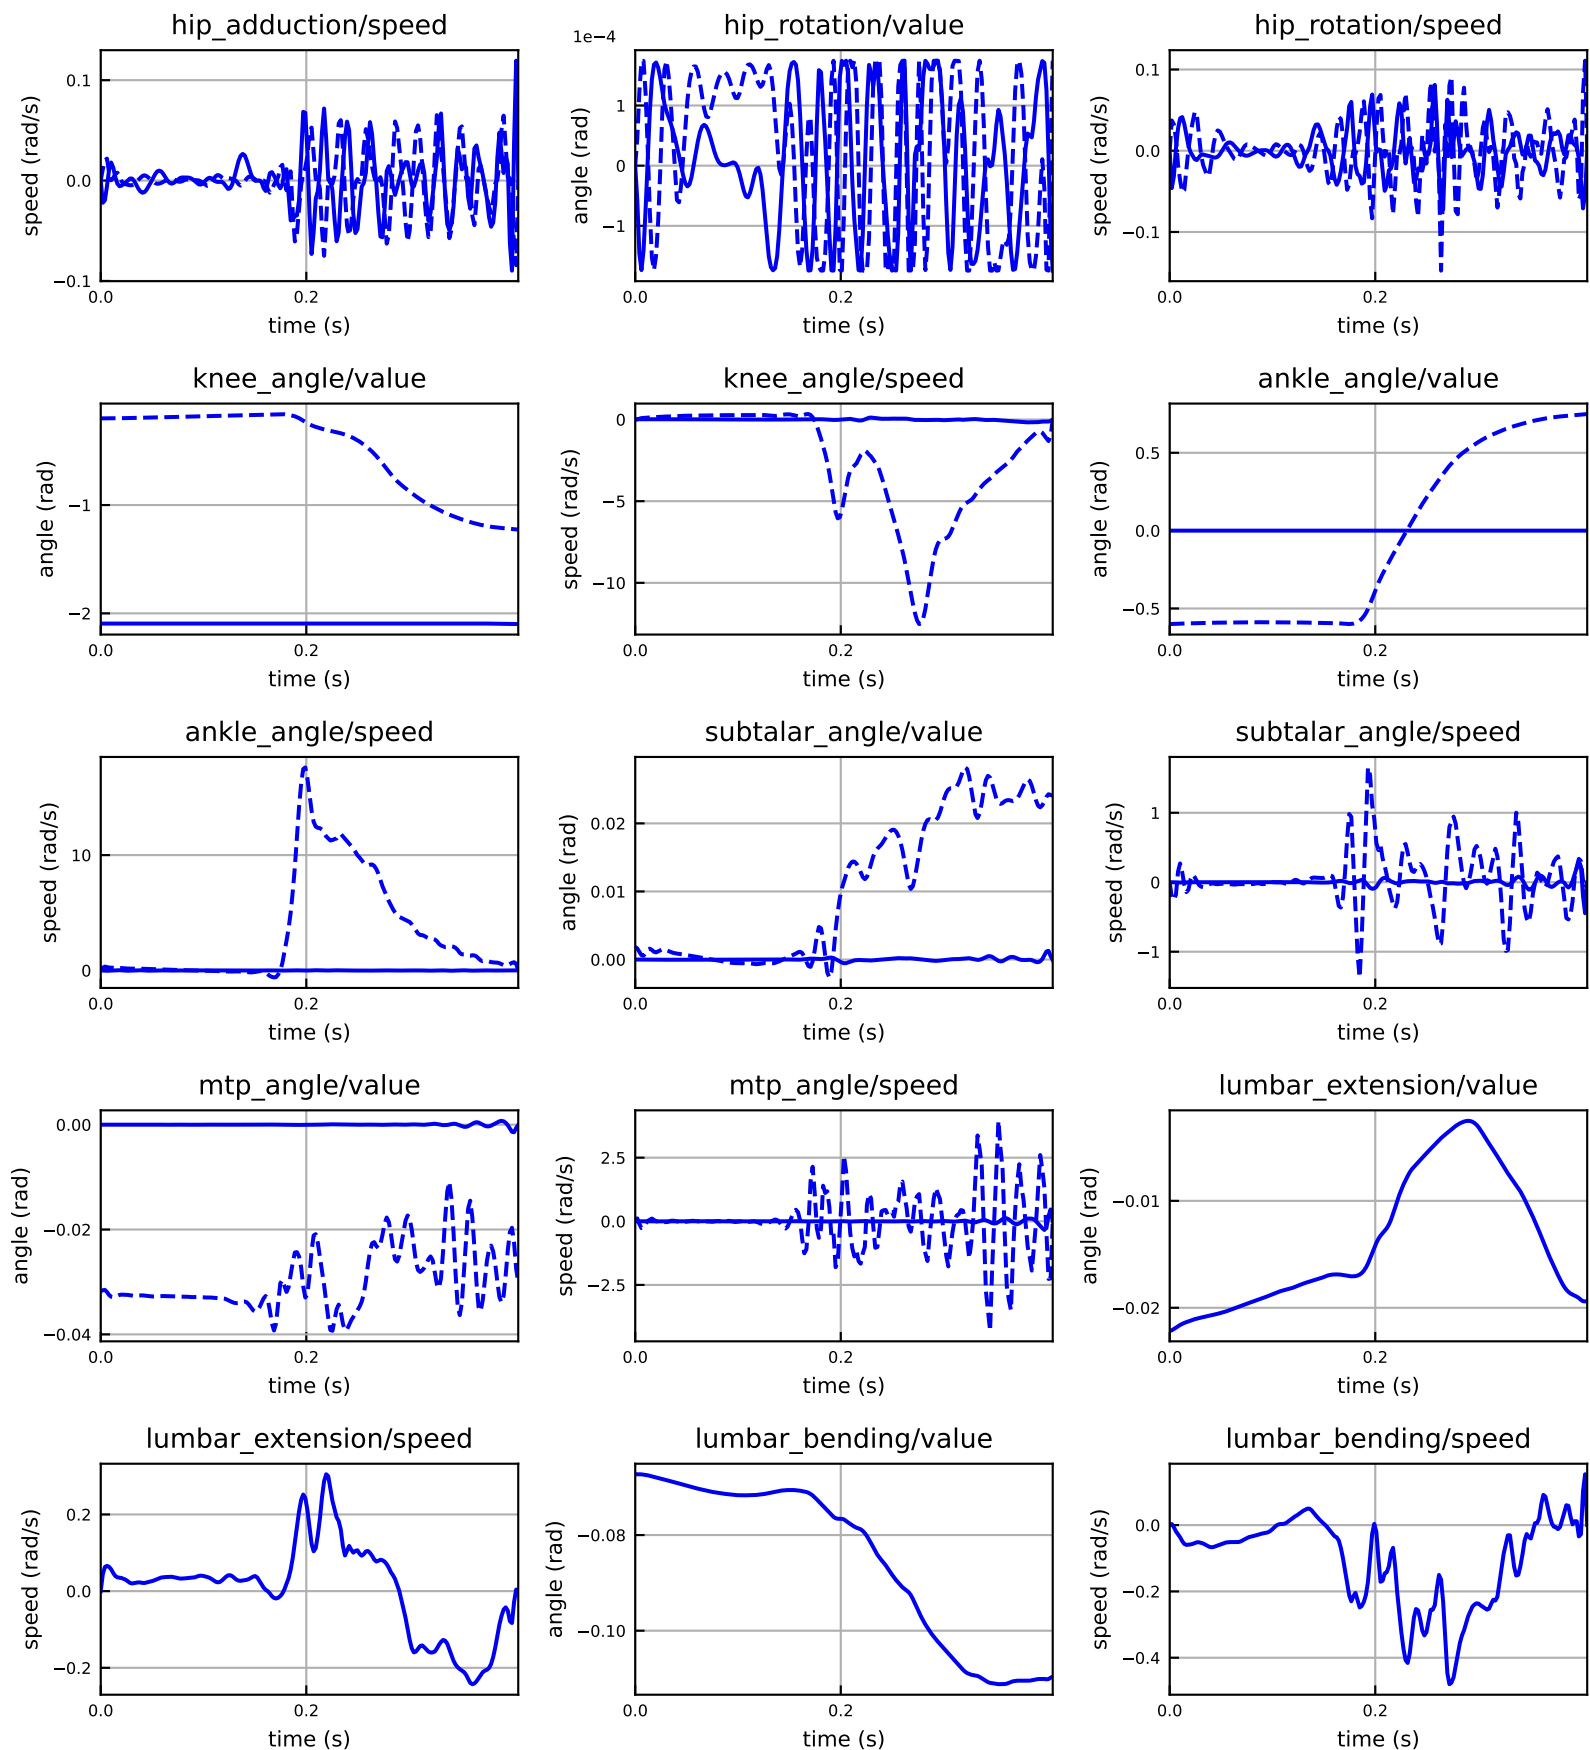 hip_adduction/speed
speed (rad/s)
0.1
0.0
−0.1
0.0
0.2
time (s)
hip_rotation/value
1e−4
angle (rad)
1
0
−1
0.0
0.2
time (s)
hip_rotation/speed
speed (rad/s)
0.1
0.0
−0.1
0.0
0.2
time (s)
knee_angle/value
angle (rad)
−1
−2
0.0
0.2
time (s)
knee_angle/speed
speed (rad/s)
0
−5
−10
0.0
0.2
time (s)
ankle_angle/value
angle (rad)
0.5
0.0
−0.5
0.0
0.2
time (s)
ankle_angle/speed
speed (rad/s)
10
0
0.0
0.2
time (s)
subtalar_angle/value
angle (rad)
0.02
0.01
0.00
0.0
0.2
time (s)
subtalar_angle/speed
speed (rad/s)
1
0
−1
0.0
0.2
time (s)
mtp_angle/value
angle (rad)
0.00
−0.02
−0.04
0.0
0.2
time (s)
mtp_angle/speed
speed (rad/s)
2.5
0.0
−2.5
0.0
0.2
time (s)
lumbar_extension/value
angle (rad)
−0.01
−0.02
0.0
0.2
time (s)
lumbar_extension/speed
speed (rad/s)
0.2
0.0
−0.2
0.0
0.2
time (s)
lumbar_bending/value
angle (rad)
−0.08
−0.10
0.0
0.2
time (s)
lumbar_bending/speed
speed (rad/s)
0.0
−0.2
−0.4
0.0
0.2
time (s)